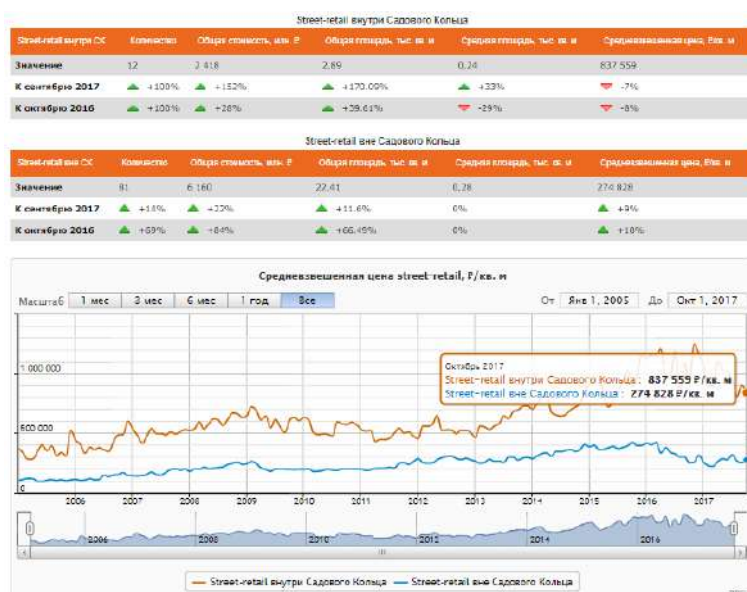 Street-retail внутри Садового Кольца
Street-retail внутри СК Количество Общая стоимость, млн. ₽ Общая площадь, тыс. кв. м Средняя площадь, тыс. кв. м Средневзвешенная цена, ₽/кв. м
Значение 12 2 418 2,89 0,24 837 559
К сентябрю 2017 +100% +152% +170.09% +33% -7%
К октябрю 2016 +100% +28% +39.61% -29% -8%
Street-retail вне Садового Кольца
Street-retail вне СК Количество Общая стоимость, млн. ₽ Общая площадь, тыс. кв. м Средняя площадь, тыс. кв. м Средневзвешенная цена, ₽/кв. м
Значение 81 6 160 22,41 0,28 274 828
К сентябрю 2017 +14% +22% +11.6% 0% +9%
К октябрю 2016 +69% +84% +66.49% 0% +10%
Средневзвешенная цена street-retail, ₽/кв. м
Масштаб 1 мес 3 мес 6 мес 1 год Все От Янв 1, 2005 До Окт 1, 2017
1 000 000
Октябрь 2017
Street-retail внутри Садового Кольца : 837 559 ₽/кв. м
Street-retail вне Садового Кольца : 274 828 ₽/кв. м
500 000
0
2006 2007 2008 2009 2010 2011 2012 2013 2014 2015 2016 2017
2006 2008 2010 2012 2014 2016
Street-retail внутри Садового Кольца Street-retail вне Садового Кольца